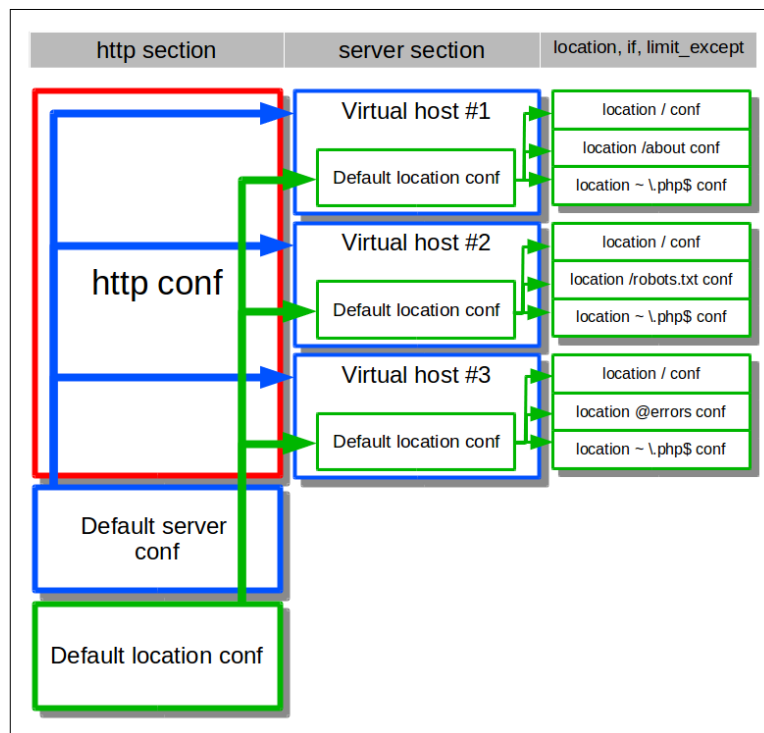 http section
server section
location, if, limit_except
http conf
Default server
conf
Default location conf
Virtual host #1
Default location conf
location / conf
location /about conf
location ~ \.php$ conf
Virtual host #2
Default location conf
location / conf
location /robots.txt conf
location ~ \.php$ conf
Virtual host #3
Default location conf
location / conf
location @errors conf
location ~ \.php$ conf